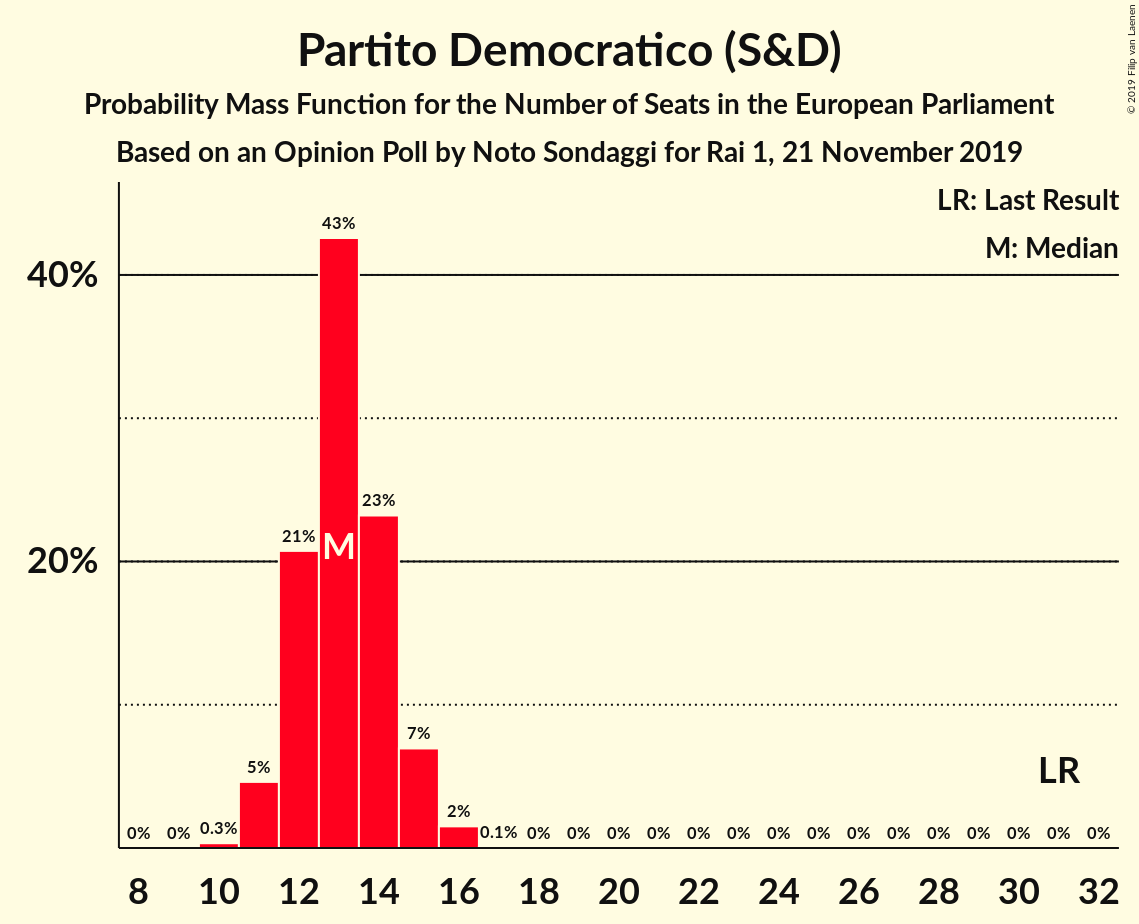 Partito Democratico (S&D)
Probability Mass Function for the Number of Seats in the European Parliament
Based on an Opinion Poll by Noto Sondaggi for Rai 1, 21 November 2019
© 2019 Filip van Laenen
LR: Last Result
M: Median
40%
20%
0% 0% 0.3% 5% 21% 43% 23% 7% 2% 0.1% 0% 0% 0% 0% 0% 0% 0% 0% 0% 0% 0% 0% 0% 0% 0%
M
LR
8 10 12 14 16 18 20 22 24 26 28 30 32